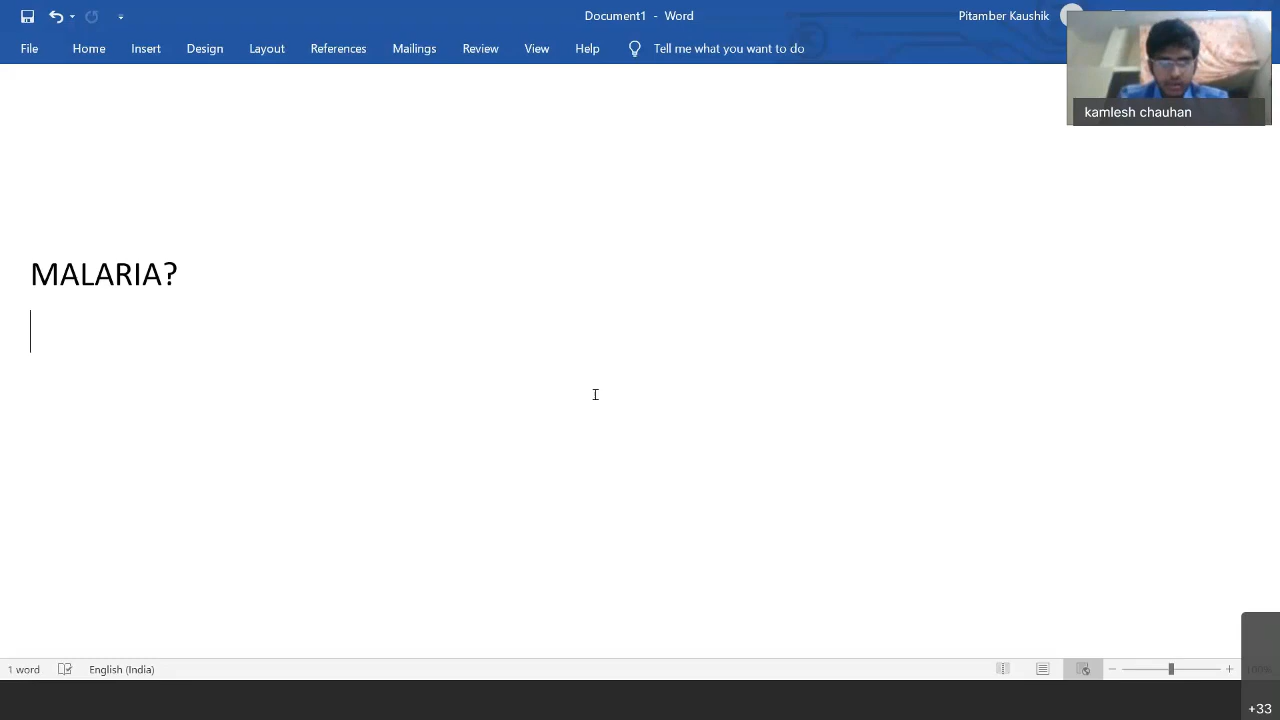 Document1 - Word
Pitamber Kaushik
File Home Insert Design Layout References Mailings Review View Help Tell me what you want to do
kamlesh chauhan
MALARIA?
1 word English (India)
100%
+33